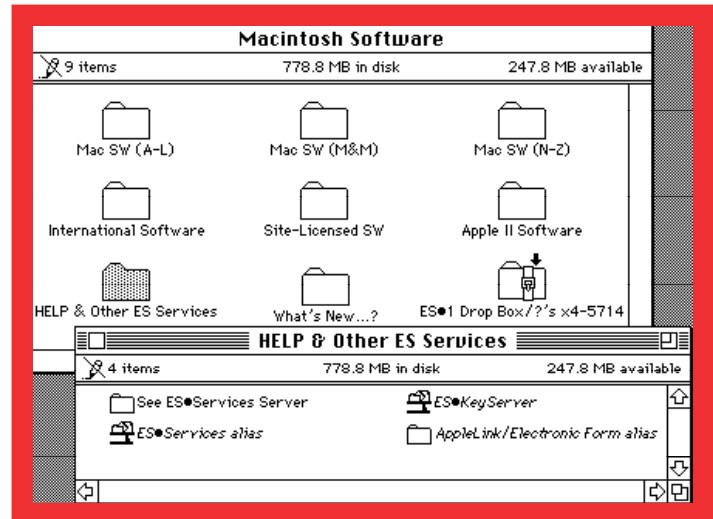 Macintosh Software
9 items 778.8 MB in disk 247.8 MB available
Mac SW (A-L) Mac SW (M&M) Mac SW (N-Z)
International Software Site-Licensed SW Apple II Software
HELP & Other ES Services What's New...? ES●1 Drop Box/?'s x4-5714
HELP & Other ES Services
4 items 778.8 MB in disk 247.8 MB available
See ES●Services Server ES●KeyServer
ES●Services alias AppleLink/Electronic Form alias